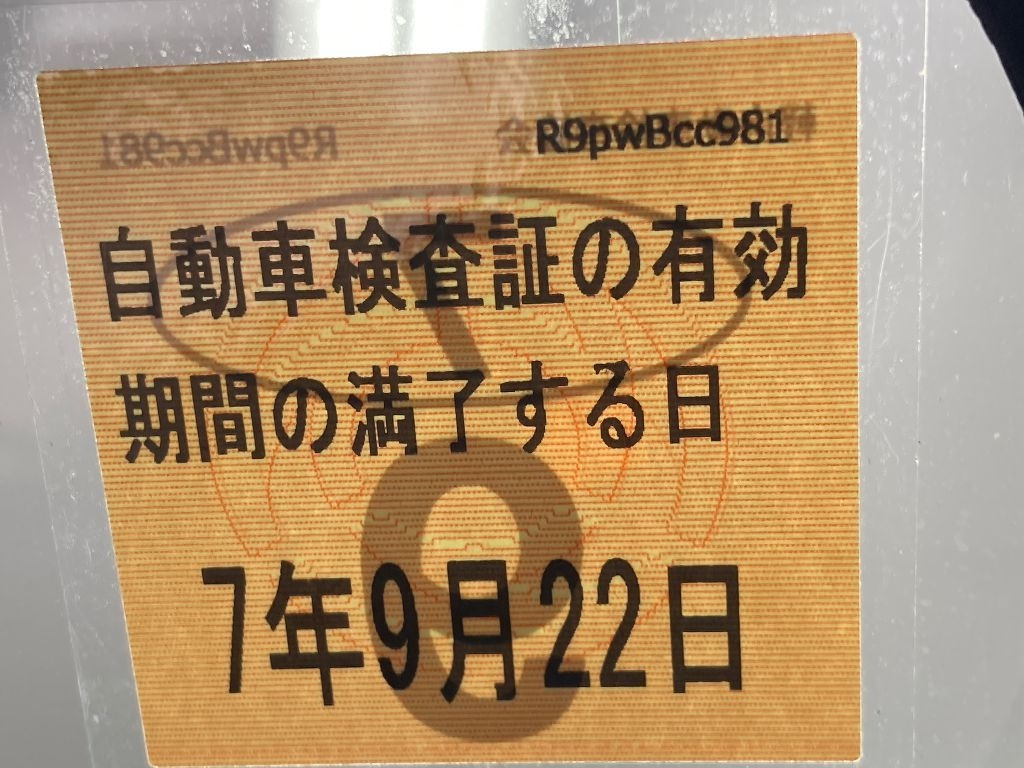 R9pwBcc981
自動車検査証の有効
期間の満了する日
7年9月22日